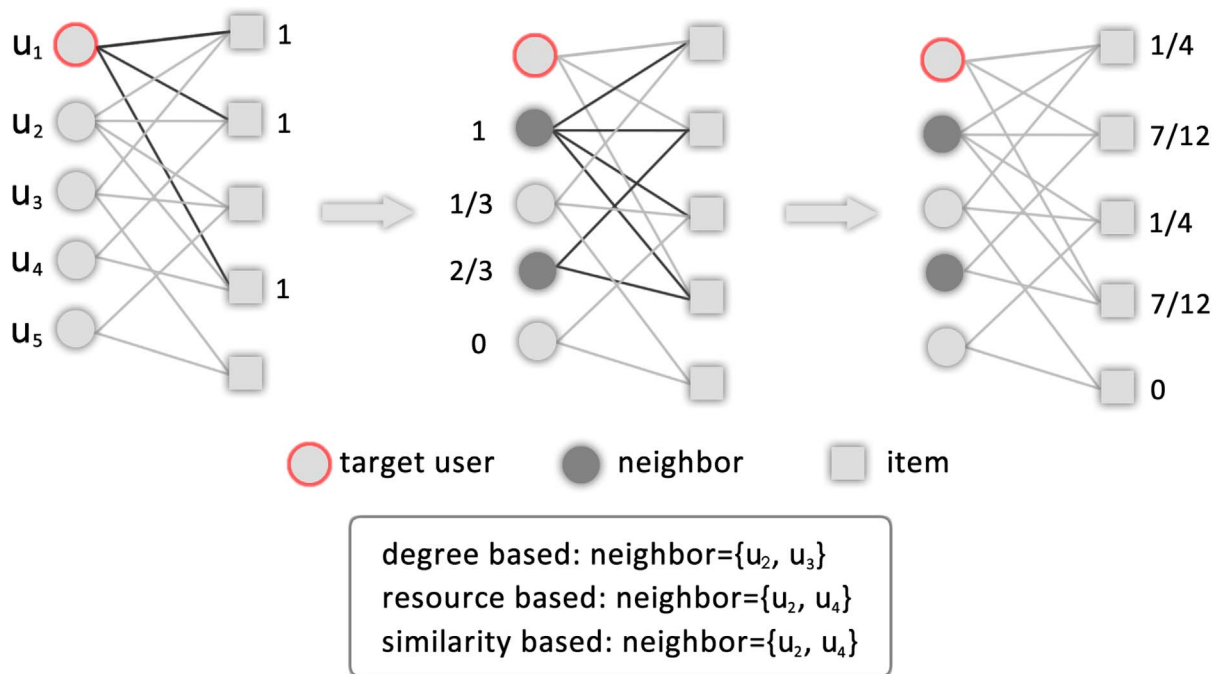 u₁
u₂
u₃
u₄
u₅
1
1
1
1
1/3
2/3
0
1/4
7/12
1/4
7/12
0
target user neighbor item
degree based: neighbor={u₂, u₃}
resource based: neighbor={u₂, u₄}
similarity based: neighbor={u₂, u₄}